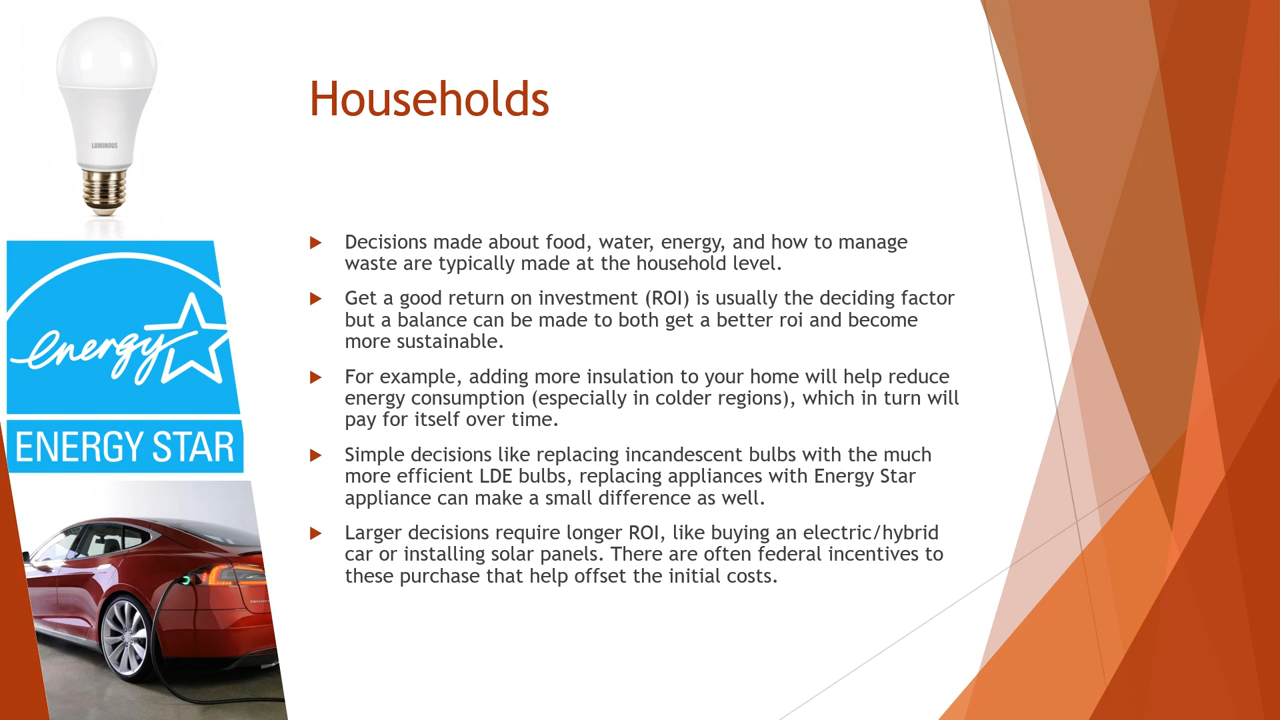 LUMINOUS
Households
Decisions made about food, water, energy, and how to manage
waste are typically made at the household level.
Get a good return on investment (ROI) is usually the deciding factor
but a balance can be made to both get a better roi and become
more sustainable.
For example, adding more insulation to your home will help reduce
energy consumption (especially in colder regions), which in turn will
pay for itself over time.
Simple decisions like replacing incandescent bulbs with the much
more efficient LDE bulbs, replacing appliances with Energy Star
appliance can make a small difference as well.
Larger decisions require longer ROI, like buying an electric/hybrid
car or installing solar panels. There are often federal incentives to
these purchase that help offset the initial costs.
energy
ENERGY STAR